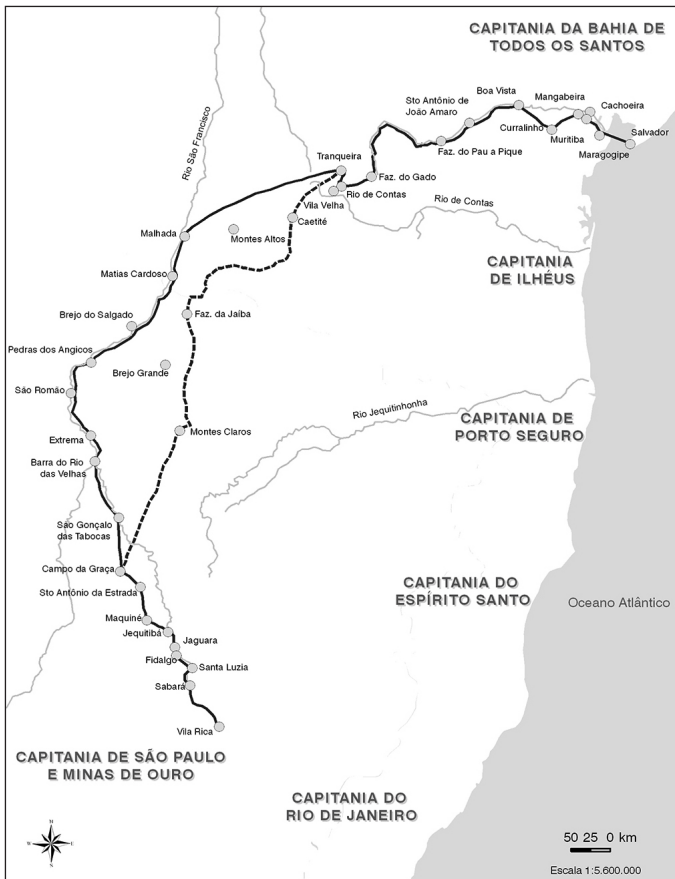 CAPITANIA DA BAHIA DE
TODOS OS SANTOS
Boa Vista
Mangabeira
Cachoeira
Sto Antônio de
João Amaro
Curralinho
Muritiba
Salvador
Maragogipe
Faz. do Pau a Pique
Rio São Francisco
Tranqueira
Faz. do Gado
Rio de Contas
Vila Velha
Rio de Contas
Caetité
Malhada
Montes Altos
CAPITANIA
DE ILHÉUS
Matias Cardoso
Brejo do Salgado
Faz. da Jaíba
Pedras dos Angicos
Brejo Grande
São Romão
Rio Jequitinhonha
CAPITANIA DE
PORTO SEGURO
Extrema
Montes Claros
Barra do Rio
das Velhas
São Gonçalo
das Tabocas
Campo da Graça
CAPITANIA DO
ESPÍRITO SANTO
Oceano Atlântico
Sto Antônio da Estrada
Maquiné
Jequitibá
Jaguara
Fidalgo
Santa Luzia
Sabará
Vila Rica
CAPITANIA DE SÃO PAULO
E MINAS DE OURO
CAPITANIA DO
RIO DE JANEIRO
N
W
E
S
50 25 0 km
Escala 1:5.600.000